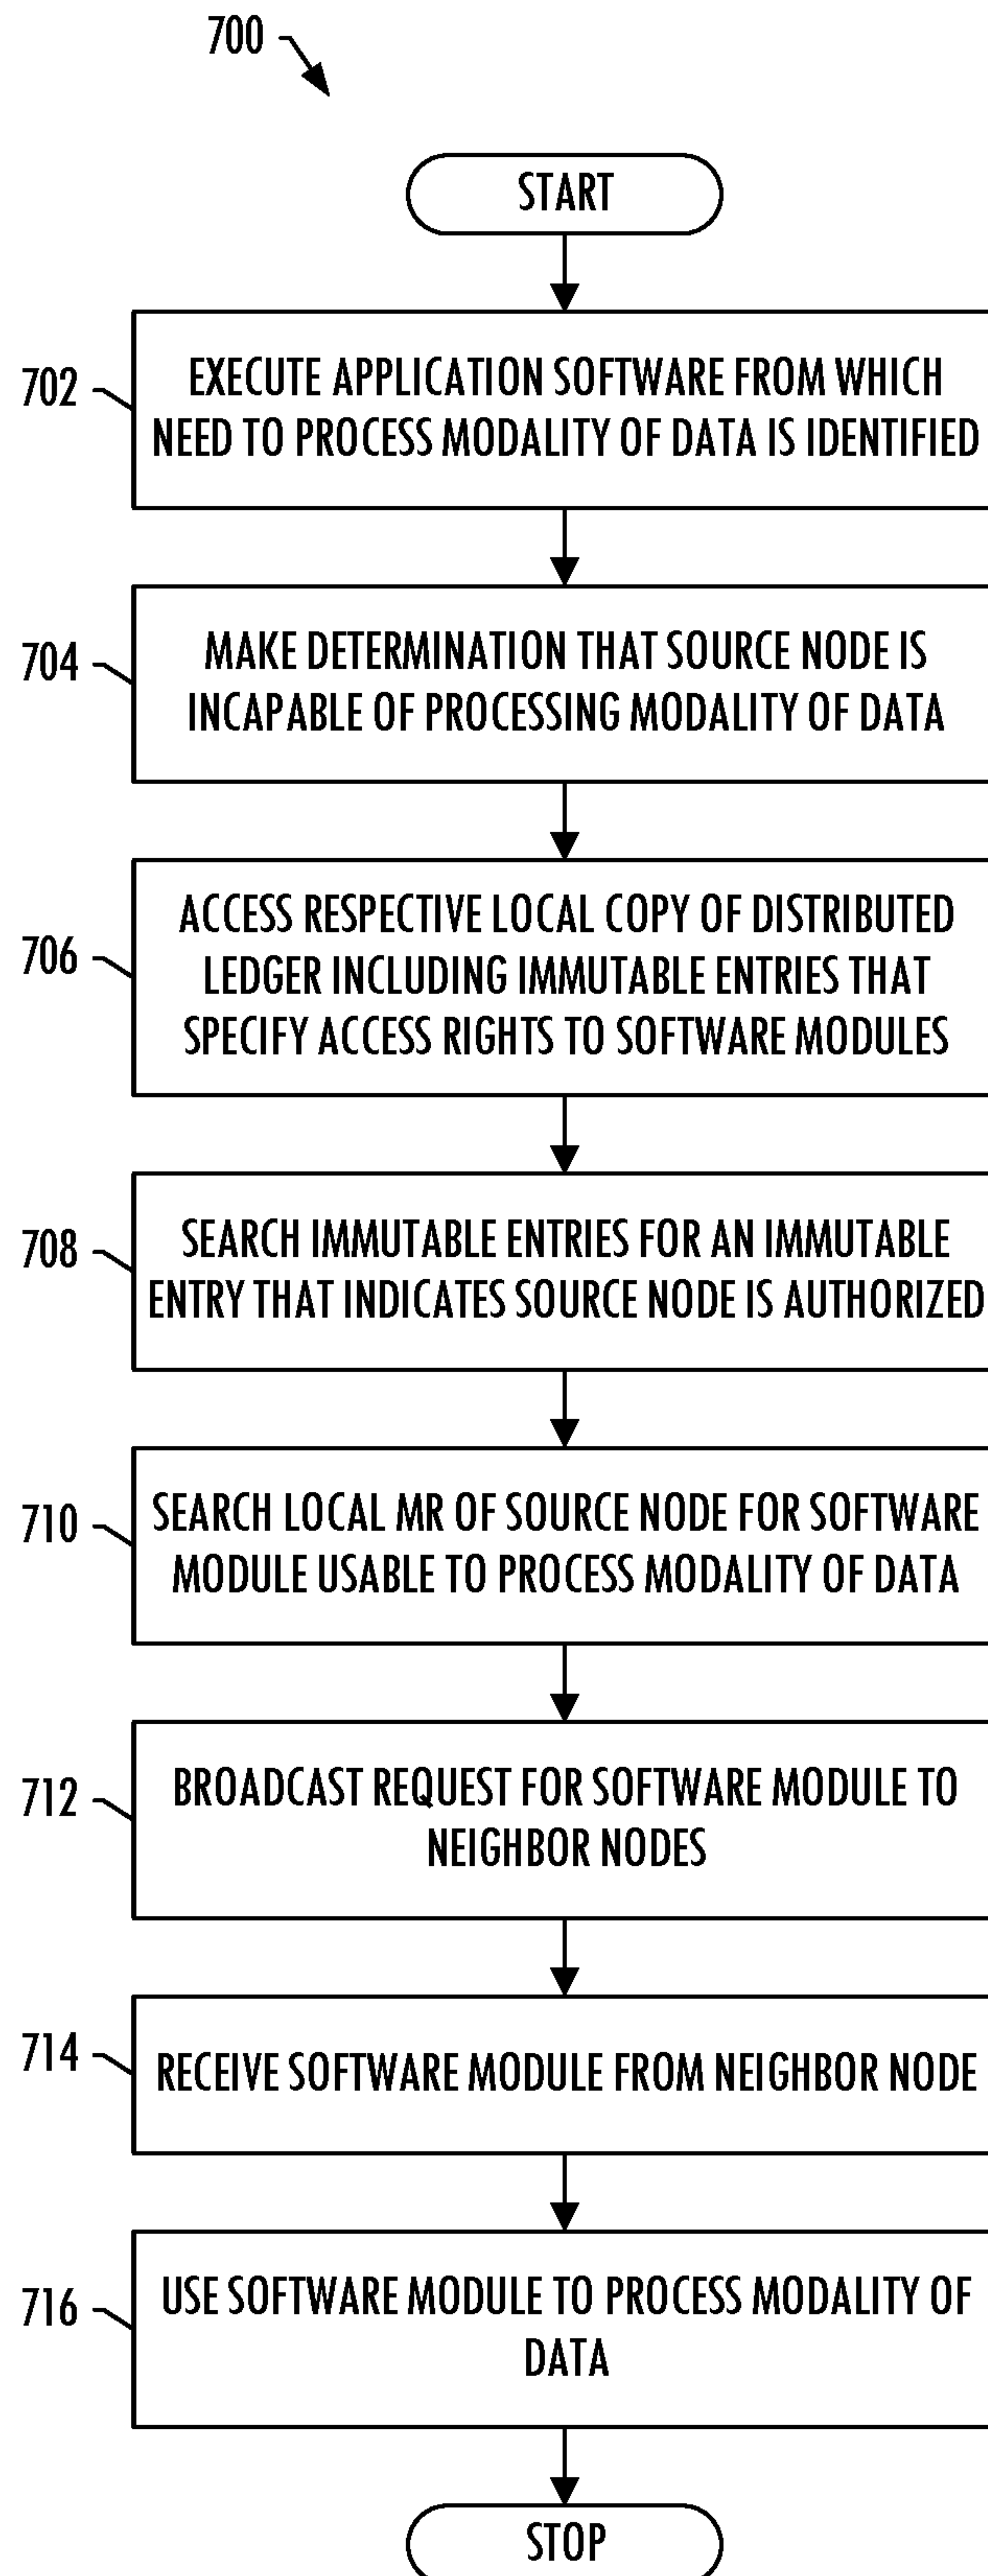 700
START
702
EXECUTE APPLICATION SOFTWARE FROM WHICH
NEED TO PROCESS MODALITY OF DATA IS IDENTIFIED
704
MAKE DETERMINATION THAT SOURCE NODE IS
INCAPABLE OF PROCESSING MODALITY OF DATA
706
ACCESS RESPECTIVE LOCAL COPY OF DISTRIBUTED
LEDGER INCLUDING IMMUTABLE ENTRIES THAT
SPECIFY ACCESS RIGHTS TO SOFTWARE MODULES
708
SEARCH IMMUTABLE ENTRIES FOR AN IMMUTABLE
ENTRY THAT INDICATES SOURCE NODE IS AUTHORIZED
710
SEARCH LOCAL MR OF SOURCE NODE FOR SOFTWARE
MODULE USABLE TO PROCESS MODALITY OF DATA
712
BROADCAST REQUEST FOR SOFTWARE MODULE TO
NEIGHBOR NODES
714
RECEIVE SOFTWARE MODULE FROM NEIGHBOR NODE
716
USE SOFTWARE MODULE TO PROCESS MODALITY OF
DATA
STOP